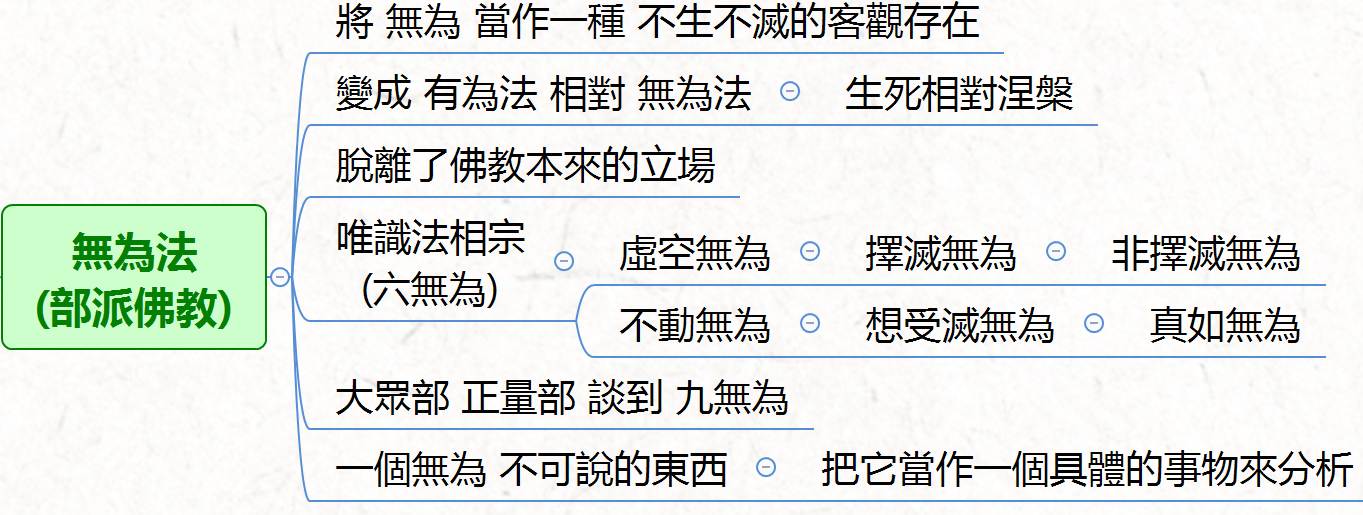 將 無為 當作一種 不生不滅的客觀存在
變成 有為法 相對 無為法 生死相對涅槃
脫離了佛教本來的立場
無為法
(部派佛教)
唯識法相宗
(六無為)
虛空無為 擇滅無為 非擇滅無為
不動無為 想受滅無為 真如無為
大眾部 正量部 談到 九無為
一個無為 不可說的東西 把它當作一個具體的事物來分析